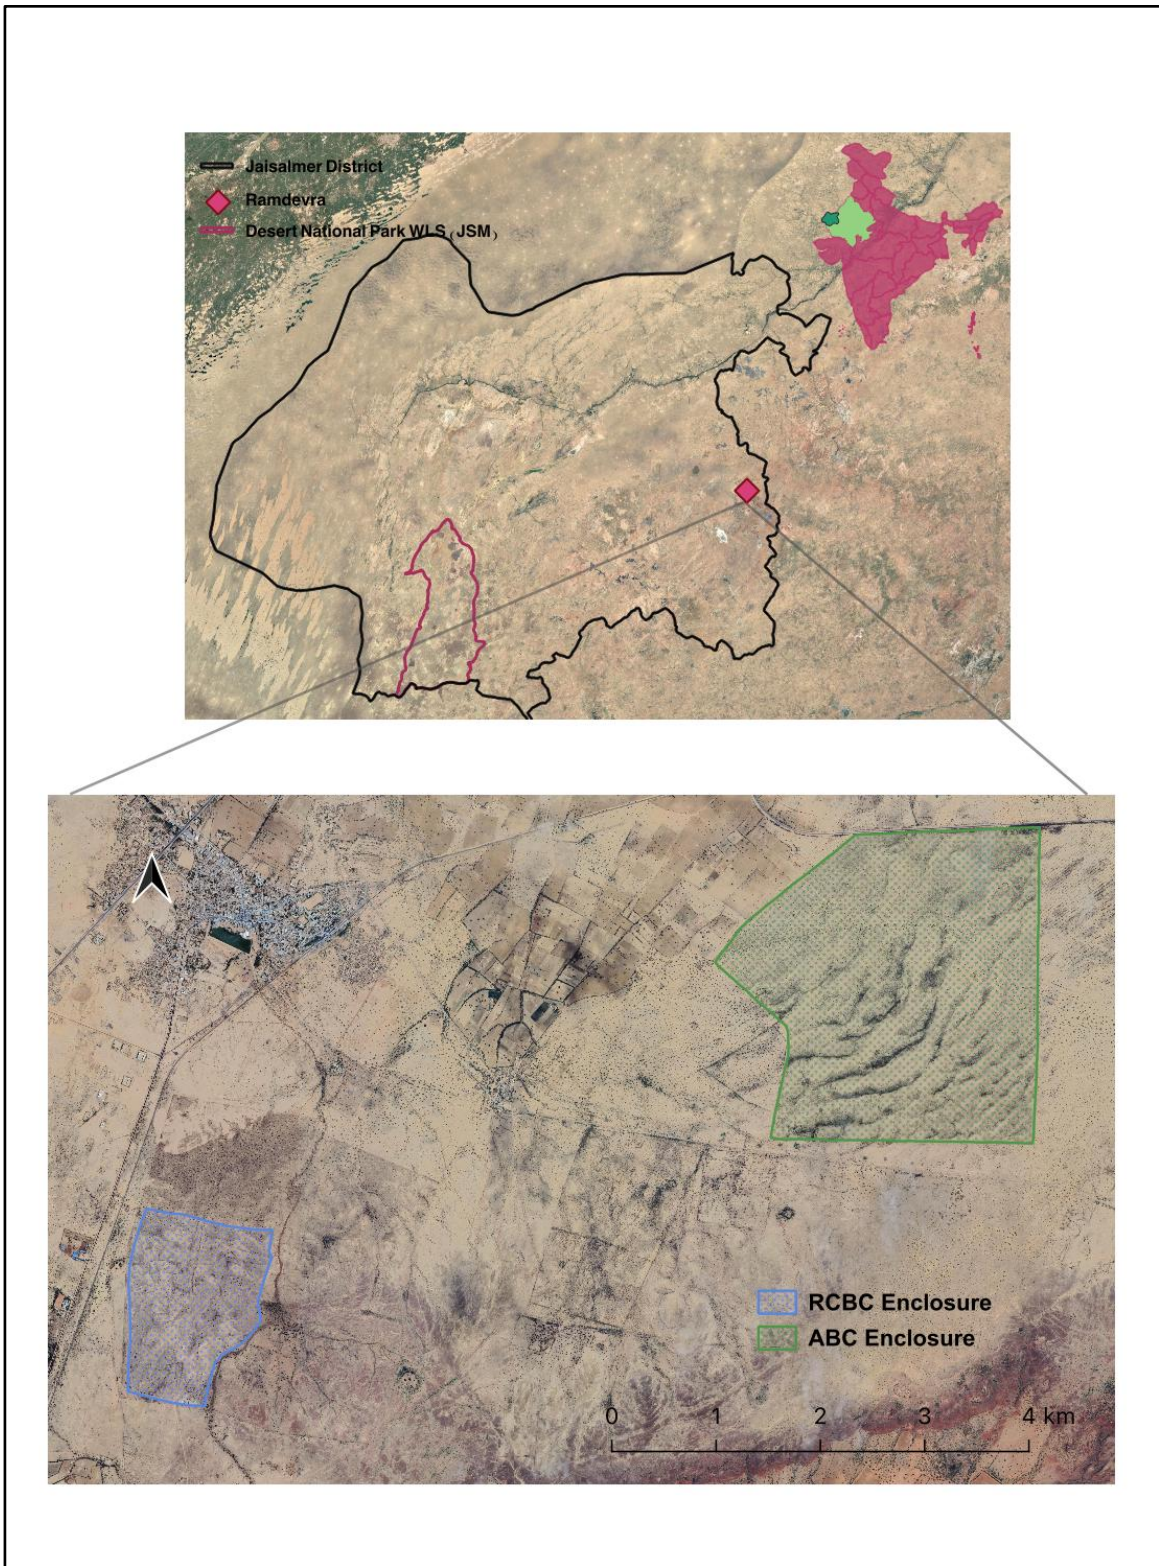 Jaisalmer District
Ramdevra
Desert National Park WLS (JSM)
RCBC Enclosure
ABC Enclosure
0 1 2 3 4 km